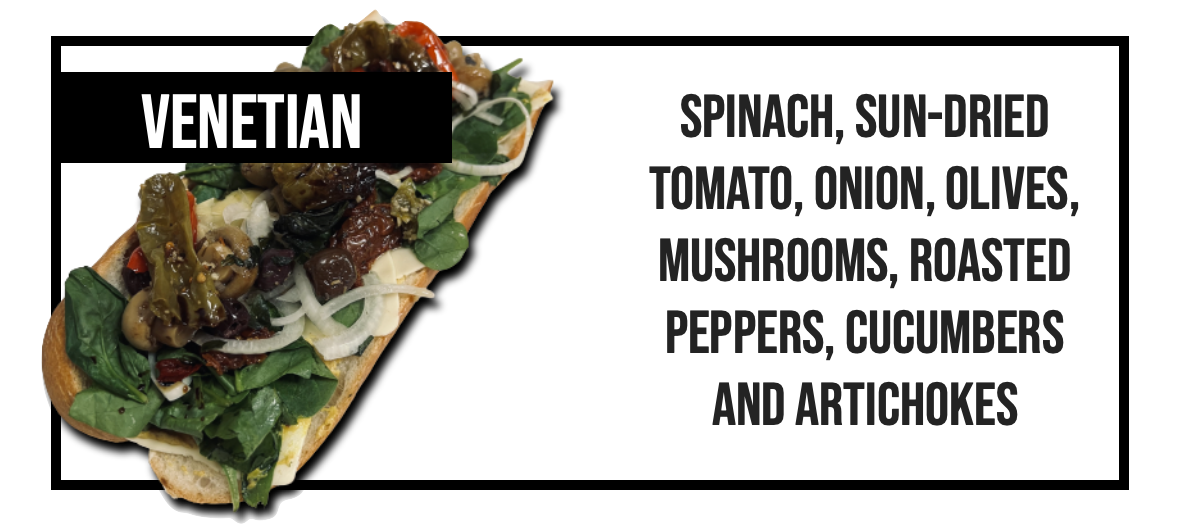 VENETIAN
SPINACH, SUN-DRIED
TOMATO, ONION, OLIVES,
MUSHROOMS, ROASTED
PEPPERS, CUCUMBERS
AND ARTICHOKES